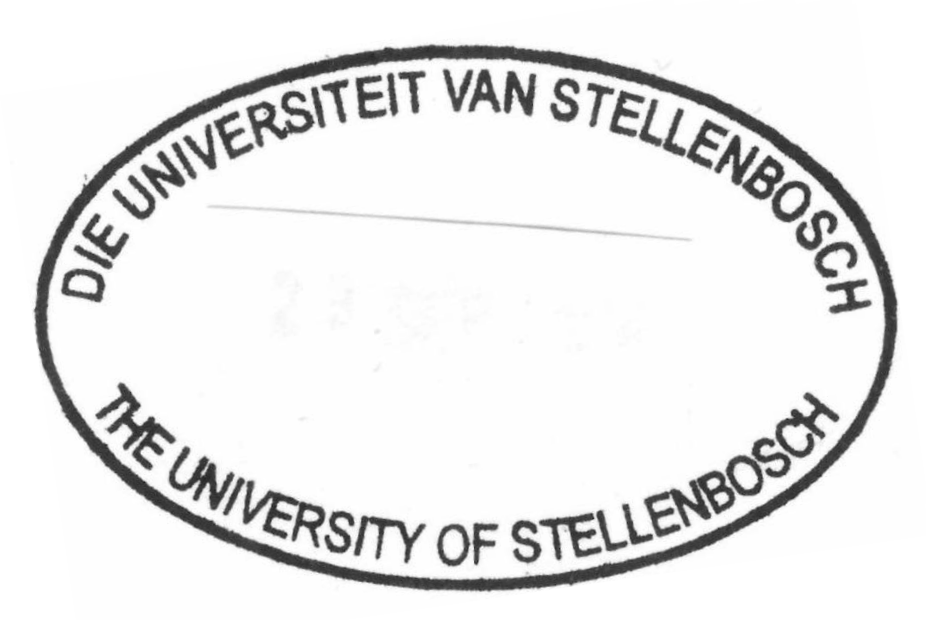 DIE UNIVERSITEIT VAN STELLENBOSCH
THE UNIVERSITY OF STELLENBOSCH